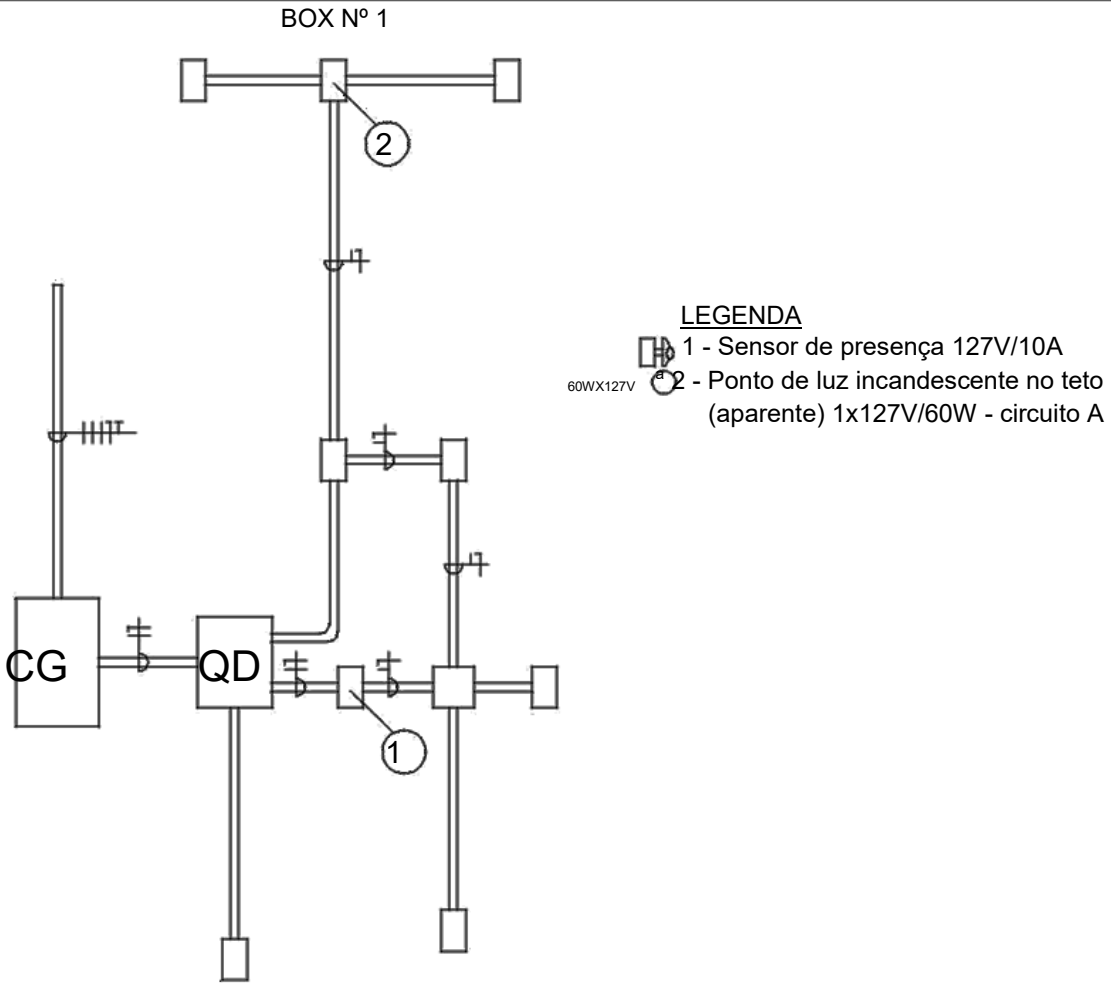 BOX Nº 1
2
LEGENDA
1 - Sensor de presença 127V/10A
60WX127V a 2 - Ponto de luz incandescente no teto
(aparente) 1x127V/60W - circuito A
CG
QD
1